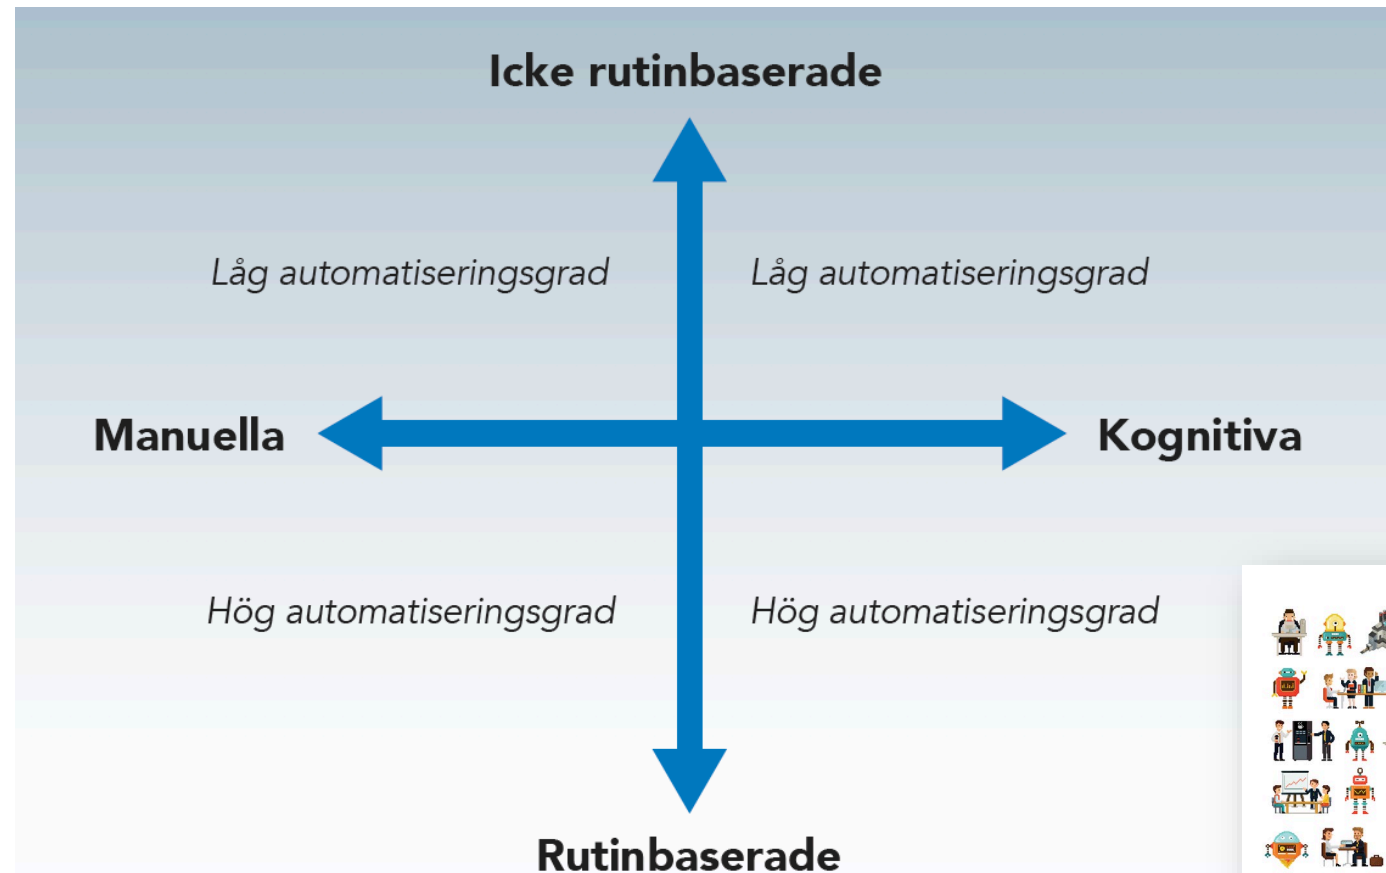 Icke rutinbaserade
Låg automatiseringsgrad
Låg automatiseringsgrad
Manuella
Kognitiva
Hög automatiseringsgrad
Hög automatiseringsgrad
Rutinbaserade